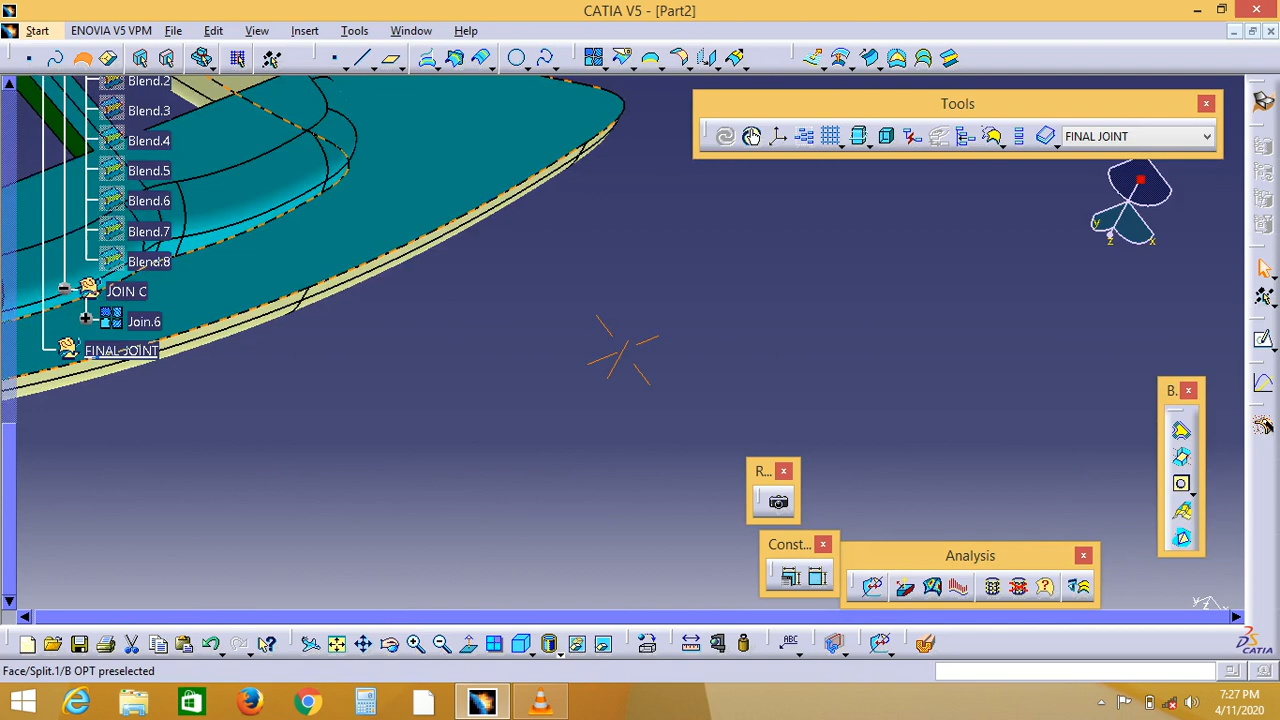 CATIA V5 - [Part2]
Start ENOVIA V5 VPM File Edit View Insert Tools Window Help
Blend.2
Blend.3
Blend.4
Blend.5
Blend.6
Blend.7
Blend.8
JOIN C
Join.6
FINAL JOINT
Tools
FINAL JOINT
y
z
x
B.
R...
Const...
Analysis
ABC
CATIA
Face/Split.1/B OPT preselected
7:27 PM
4/11/2020